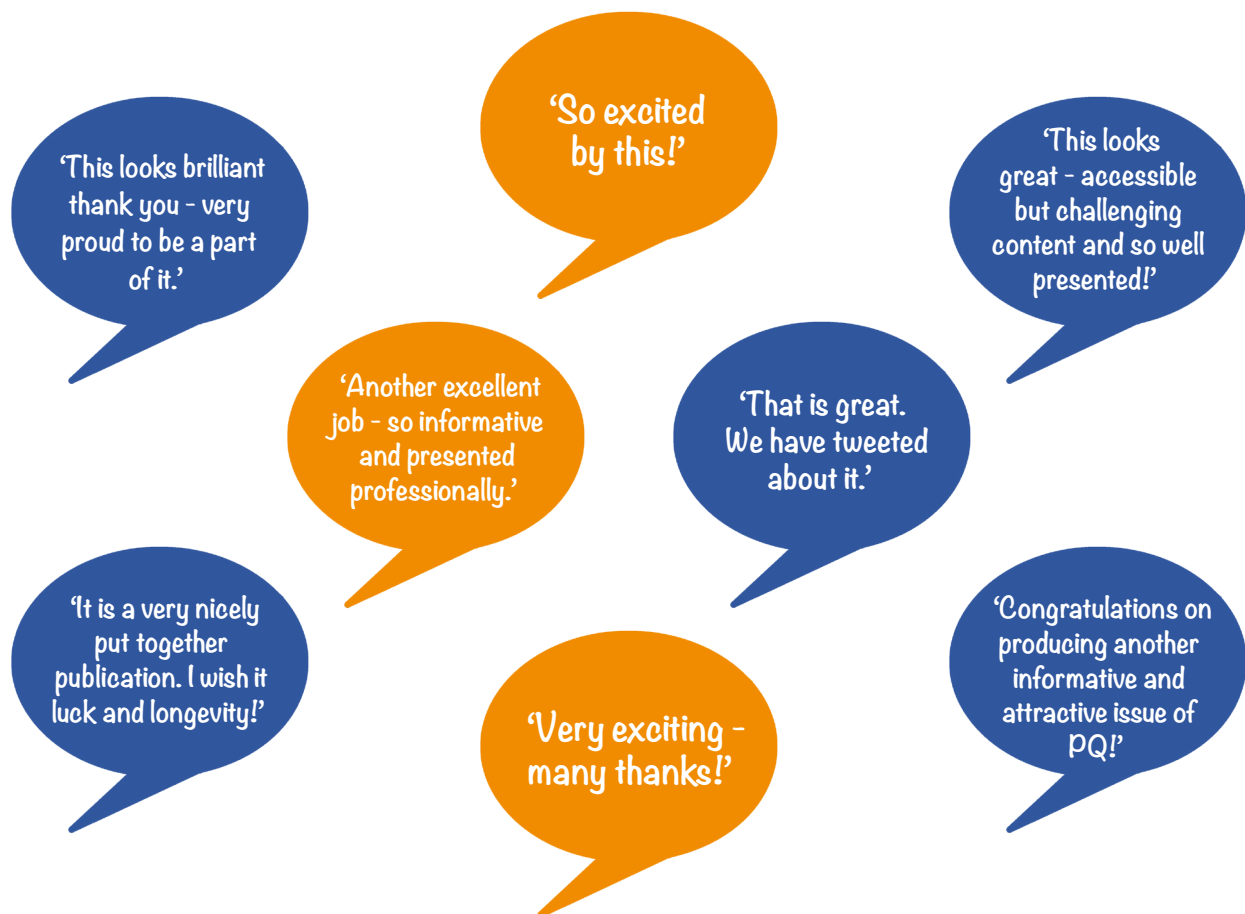 ‘So excited
by this!’
‘This looks brilliant
thank you - very
proud to be a part
of it.’
‘This looks
great - accessible
but challenging
content and so well
presented!’
‘Another excellent
job - so informative
and presented
professionally.’
‘That is great.
We have tweeted
about it.’
‘It is a very nicely
put together
publication. I wish it
luck and longevity!’
‘Very exciting -
many thanks!’
‘Congratulations on
producing another
informative and
attractive issue of
PQ!’